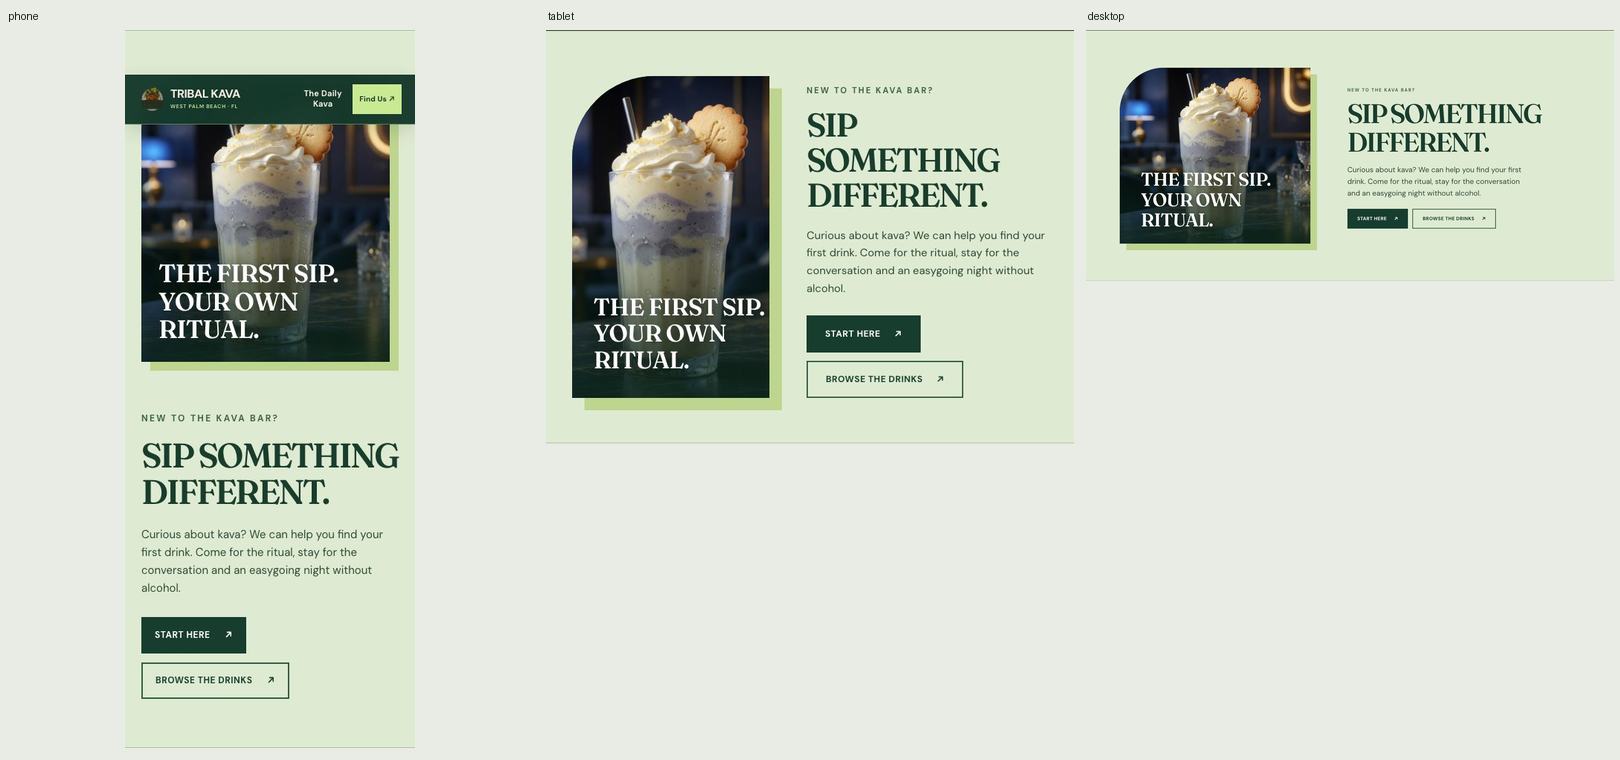 phone
TRIBAL KAVA
WEST PALM BEACH · FL
The Daily
Kava
Find Us ↗
THE FIRST SIP.
YOUR OWN
RITUAL.
NEW TO THE KAVA BAR?
SIP SOMETHING
DIFFERENT.
Curious about kava? We can help you find your
first drink. Come for the ritual, stay for the
conversation and an easygoing night without
alcohol.
START HERE ↗
BROWSE THE DRINKS ↗
tablet
THE FIRST SIP.
YOUR OWN
RITUAL.
NEW TO THE KAVA BAR?
SIP
SOMETHING
DIFFERENT.
Curious about kava? We can help you find your
first drink. Come for the ritual, stay for the
conversation and an easygoing night without
alcohol.
START HERE ↗
BROWSE THE DRINKS ↗
desktop
THE FIRST SIP.
YOUR OWN
RITUAL.
NEW TO THE KAVA BAR?
SIP SOMETHING
DIFFERENT.
Curious about kava? We can help you find your first
drink. Come for the ritual, stay for the conversation
and an easygoing night without alcohol.
START HERE ↗
BROWSE THE DRINKS ↗